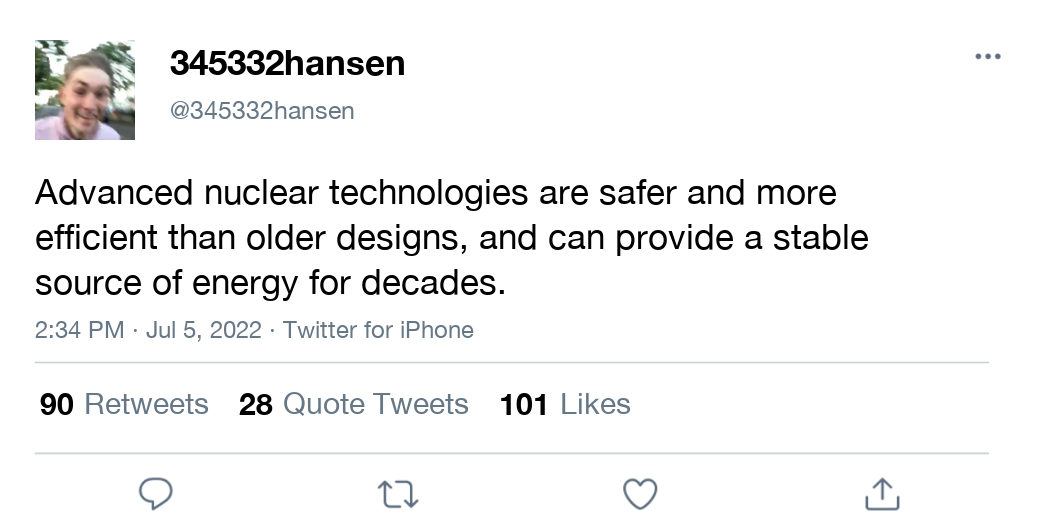 345332hansen
@345332hansen
Advanced nuclear technologies are safer and more
efficient than older designs, and can provide a stable
source of energy for decades.
2:34 PM · Jul 5, 2022 · Twitter for iPhone
90 Retweets 28 Quote Tweets 101 Likes